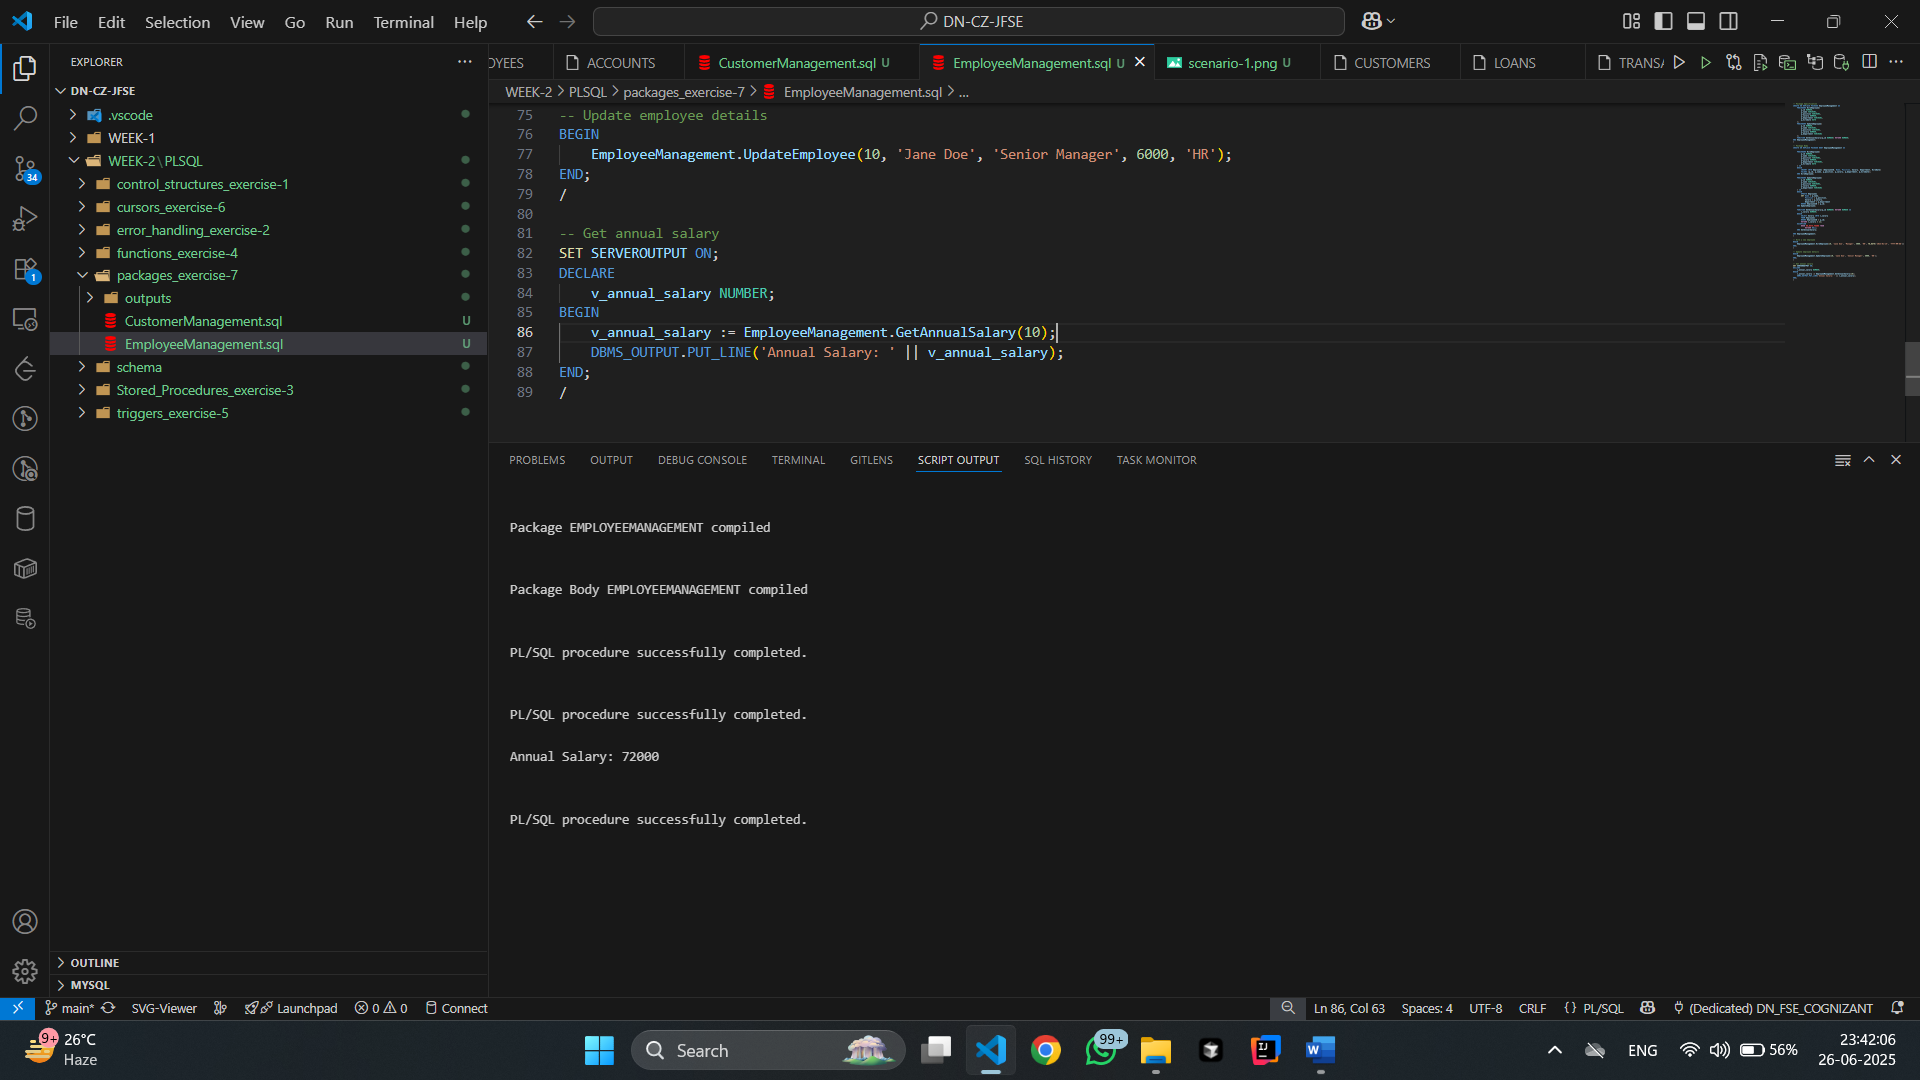 File Edit Selection View Go Run Terminal Help
DN-CZ-JFSE
EXPLORER
OYEES
ACCOUNTS
CustomerManagement.sql U
EmployeeManagement.sql U
scenario-1.png U
CUSTOMERS
LOANS
TRANSA
DN-CZ-JFSE
WEEK-2 > PLSQL > packages_exercise-7 > EmployeeManagement.sql > ...
.vscode
WEEK-1
WEEK-2\PLSQL
control_structures_exercise-1
cursors_exercise-6
error_handling_exercise-2
functions_exercise-4
packages_exercise-7
outputs
CustomerManagement.sql U
EmployeeManagement.sql U
schema
Stored_Procedures_exercise-3
triggers_exercise-5
34
1
75 -- Update employee details
76 BEGIN
77 EmployeeManagement.UpdateEmployee(10, 'Jane Doe', 'Senior Manager', 6000, 'HR');
78 END;
79 /
80
81 -- Get annual salary
82 SET SERVEROUTPUT ON;
83 DECLARE
84 v_annual_salary NUMBER;
85 BEGIN
86 v_annual_salary := EmployeeManagement.GetAnnualSalary(10);
87 DBMS_OUTPUT.PUT_LINE('Annual Salary: ' || v_annual_salary);
88 END;
89 /
PROBLEMS OUTPUT DEBUG CONSOLE TERMINAL GITLENS SCRIPT OUTPUT SQL HISTORY TASK MONITOR
Package EMPLOYEEMANAGEMENT compiled
Package Body EMPLOYEEMANAGEMENT compiled
PL/SQL procedure successfully completed.
PL/SQL procedure successfully completed.
Annual Salary: 72000
PL/SQL procedure successfully completed.
OUTLINE
MYSQL
main* SVG-Viewer Launchpad 0 0 Connect
Ln 86, Col 63 Spaces: 4 UTF-8 CRLF {} PL/SQL (Dedicated) DN_FSE_COGNIZANT
9+
26°C
Haze
Search
99+
ENG
56%
23:42:06
26-06-2025